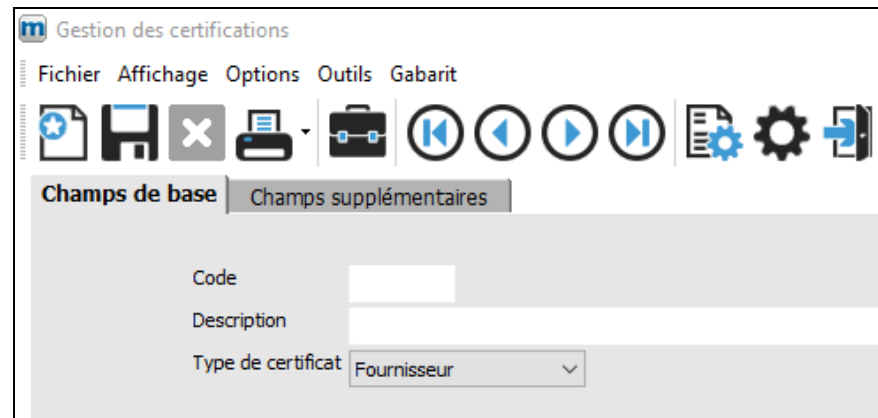 m Gestion des certifications
Fichier Affichage Options Outils Gabarit
Champs de base Champs supplémentaires
Code
Description
Type de certificat Fournisseur